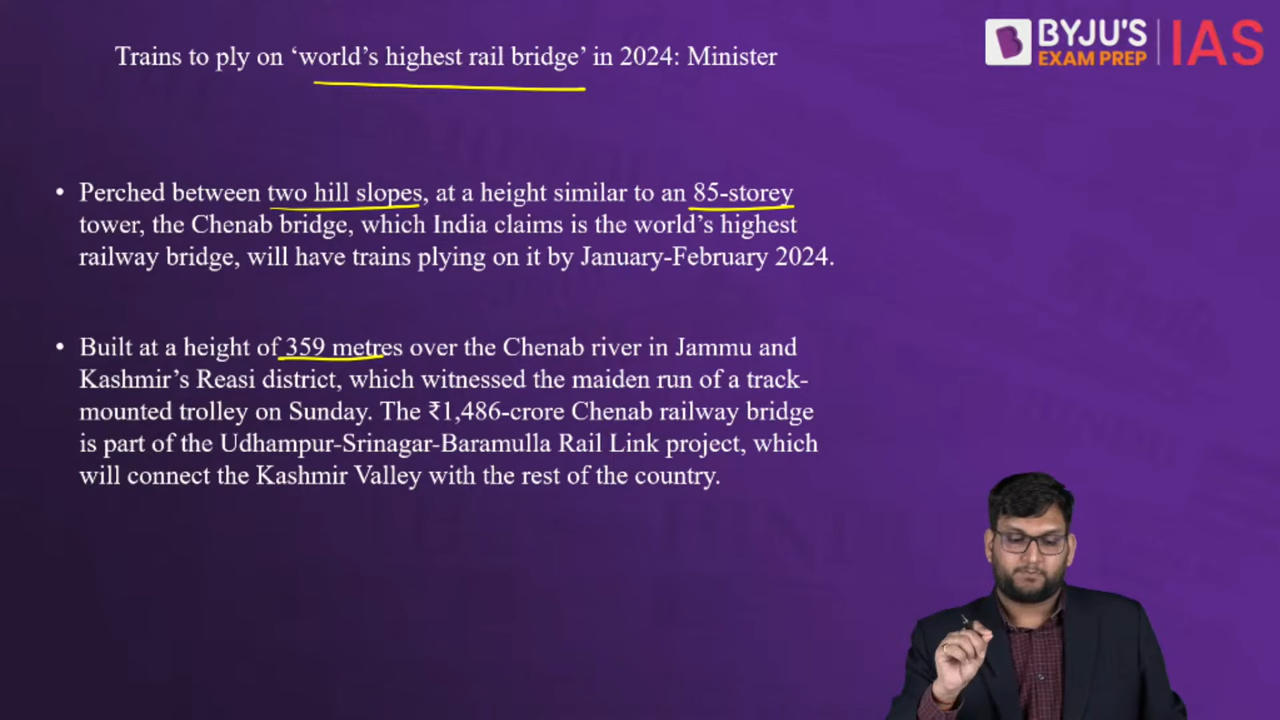 Trains to ply on ‘world’s highest rail bridge’ in 2024: Minister
BYJU'S
EXAM PREP
IAS
• Perched between two hill slopes, at a height similar to an 85-storey
tower, the Chenab bridge, which India claims is the world’s highest
railway bridge, will have trains plying on it by January-February 2024.
• Built at a height of 359 metres over the Chenab river in Jammu and
Kashmir’s Reasi district, which witnessed the maiden run of a track-
mounted trolley on Sunday. The ₹1,486-crore Chenab railway bridge
is part of the Udhampur-Srinagar-Baramulla Rail Link project, which
will connect the Kashmir Valley with the rest of the country.